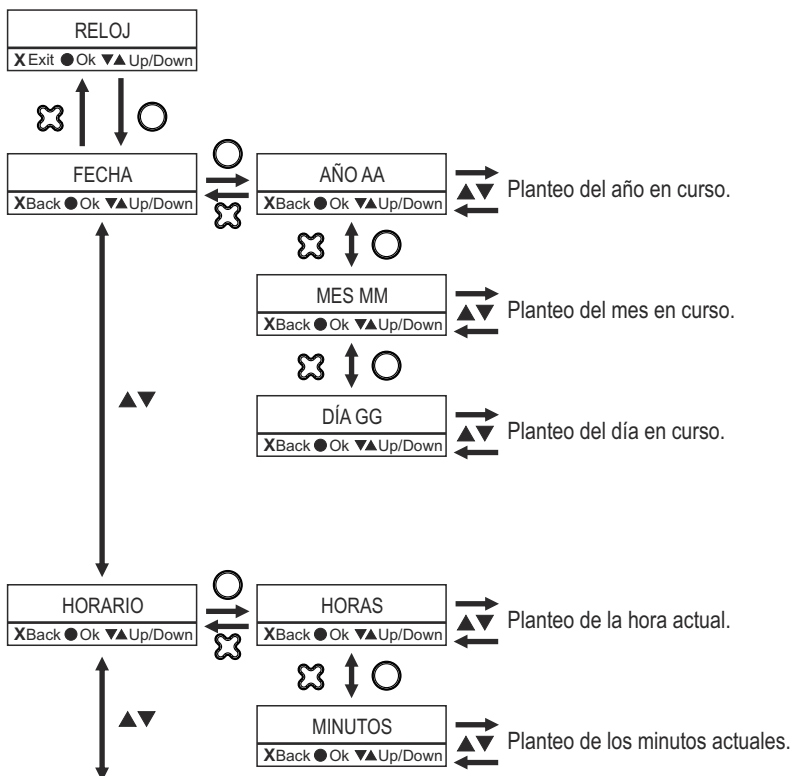 RELOJ
X Exit ● Ok ▼▲ Up/Down
FECHA
XBack ● Ok ▼▲Up/Down
AÑO AA
XBack ● Ok ▼▲Up/Down
▲▼ Planteo del año en curso.
MES MM
XBack ● Ok ▼▲Up/Down
▲▼ Planteo del mes en curso.
▲▼
DÍA GG
XBack ● Ok ▼▲Up/Down
▲▼ Planteo del día en curso.
HORARIO
XBack ● Ok ▼▲Up/Down
HORAS
XBack ● Ok ▼▲Up/Down
▲▼ Planteo de la hora actual.
▲▼
MINUTOS
XBack ● Ok ▼▲Up/Down
▲▼ Planteo de los minutos actuales.